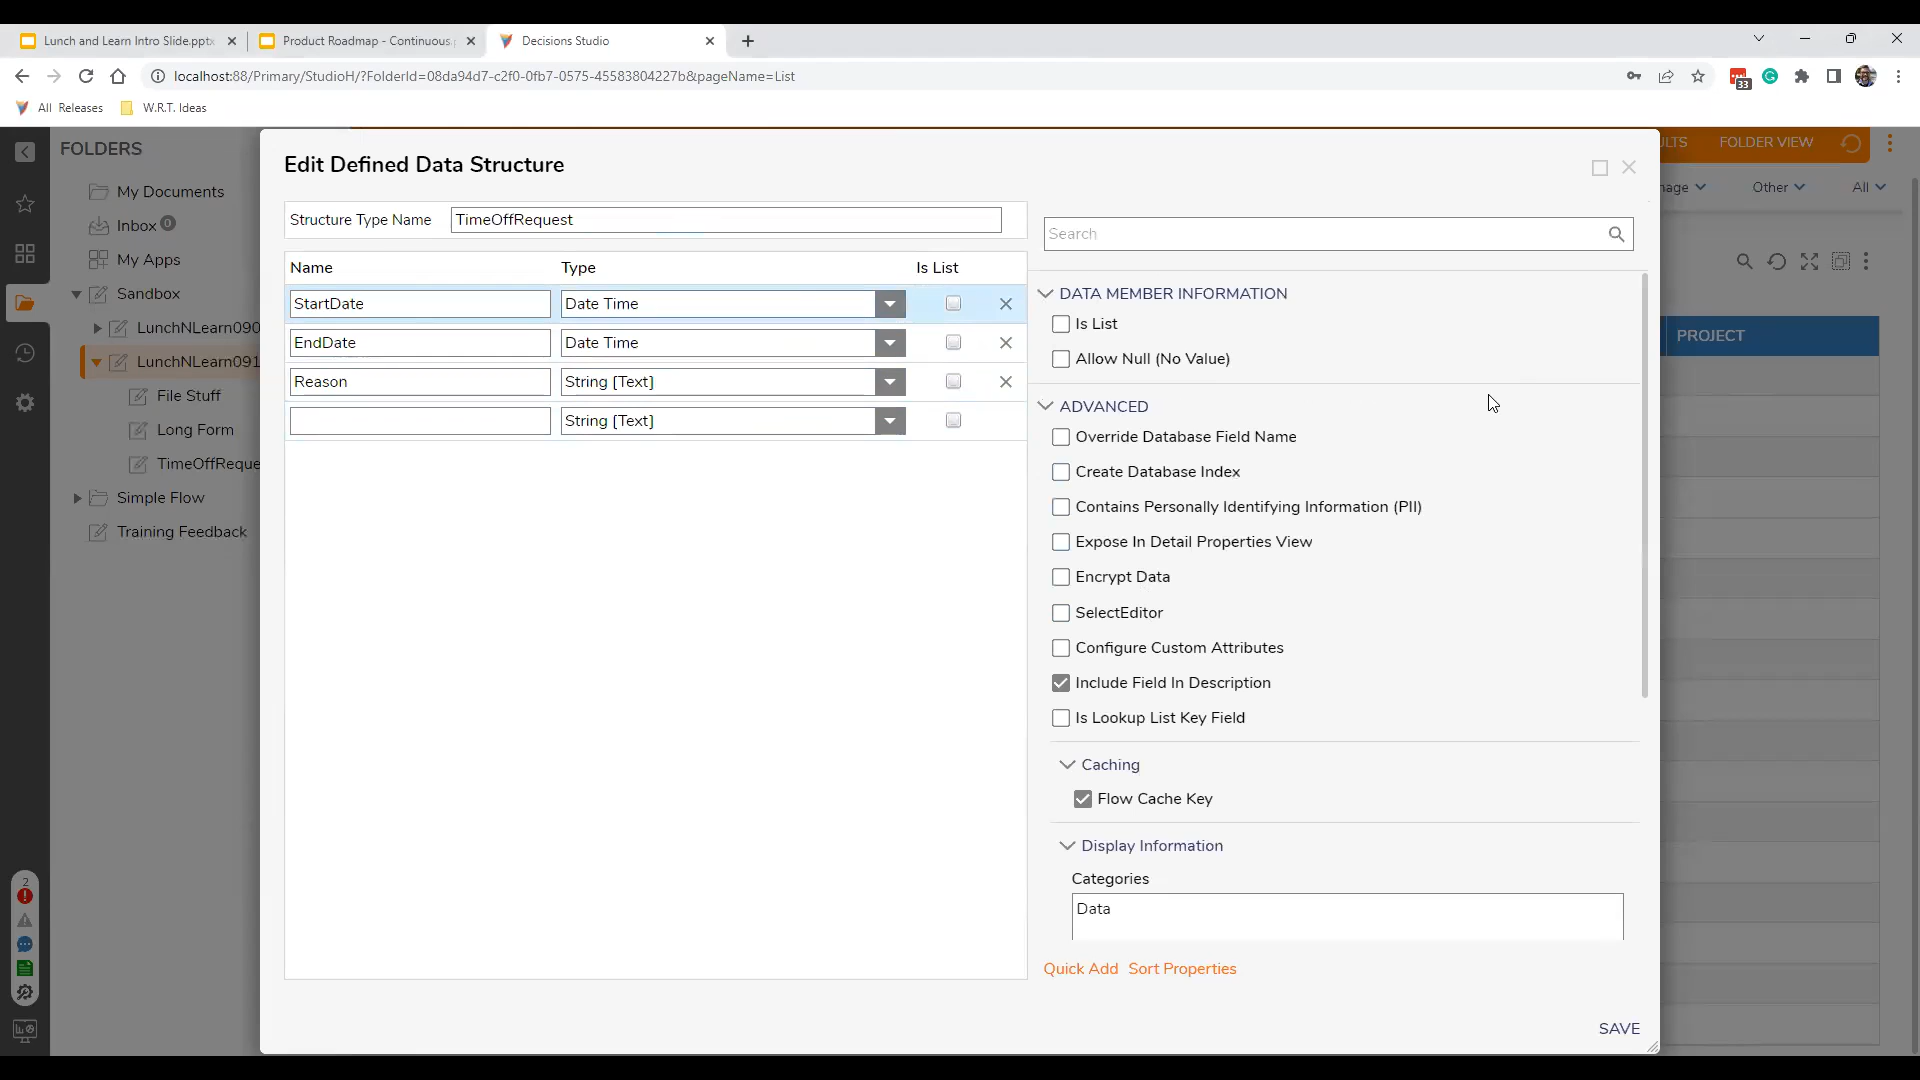 Lunch and Learn Intro Slide.pptx
Product Roadmap - Continuous
Decisions Studio
localhost:88/Primary/StudioH/?FolderId=08da94d7-c2f0-0fb7-0575-45583804227b&pageName=List
33
All Releases
W.R.T. Ideas
FOLDERS
My Documents
Inbox 0
My Apps
Sandbox
LunchNLearn090
LunchNLearn091
File Stuff
Long Form
TimeOffReque
Simple Flow
Training Feedback
2
Edit Defined Data Structure
Structure Type Name TimeOffRequest
Name Type Is List
StartDate Date Time
EndDate Date Time
Reason String [Text]
String [Text]
Search
DATA MEMBER INFORMATION
Is List
Allow Null (No Value)
ADVANCED
Override Database Field Name
Create Database Index
Contains Personally Identifying Information (PII)
Expose In Detail Properties View
Encrypt Data
SelectEditor
Configure Custom Attributes
Include Field In Description
Is Lookup List Key Field
Caching
Flow Cache Key
Display Information
Categories
Data
Quick Add Sort Properties
SAVE
FOLDER VIEW
Other All
PROJECT